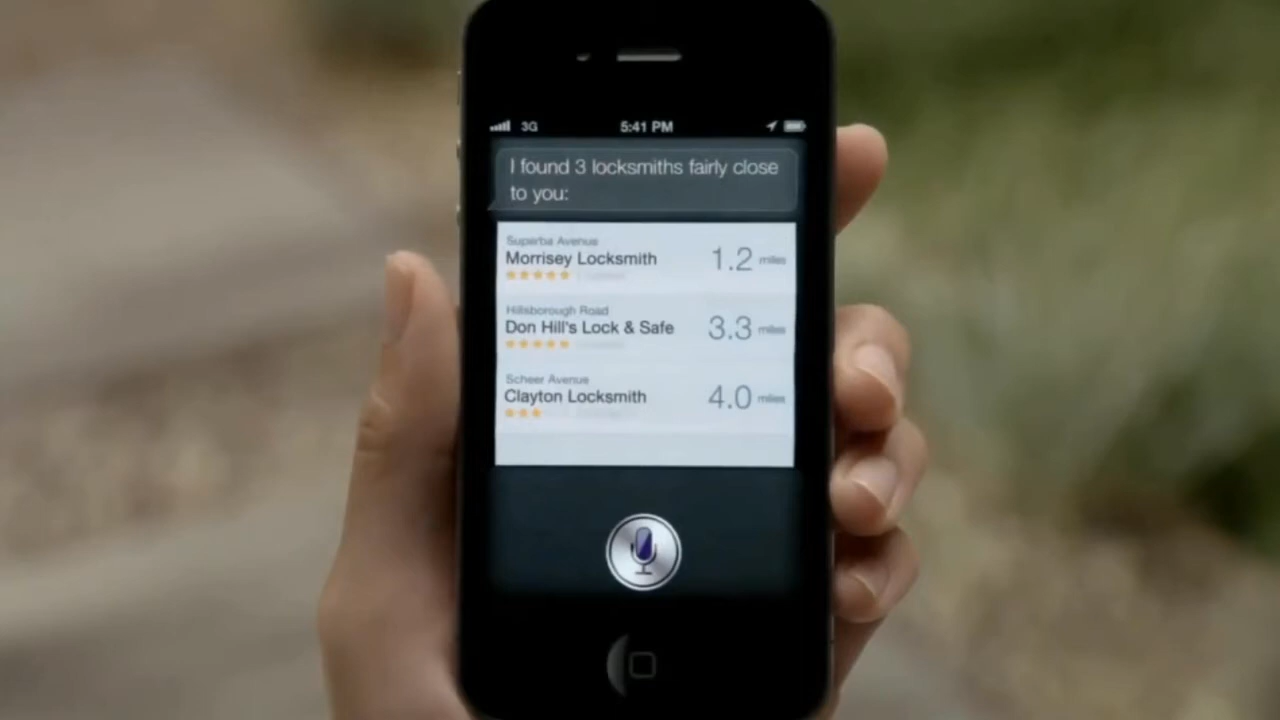 3G 5:41 PM
I found 3 locksmiths fairly close
to you:
Superba Avenue
Morrisey Locksmith 1.2 miles
Hillsborough Road
Don Hill's Lock & Safe 3.3 miles
Scheer Avenue
Clayton Locksmith 4.0 miles